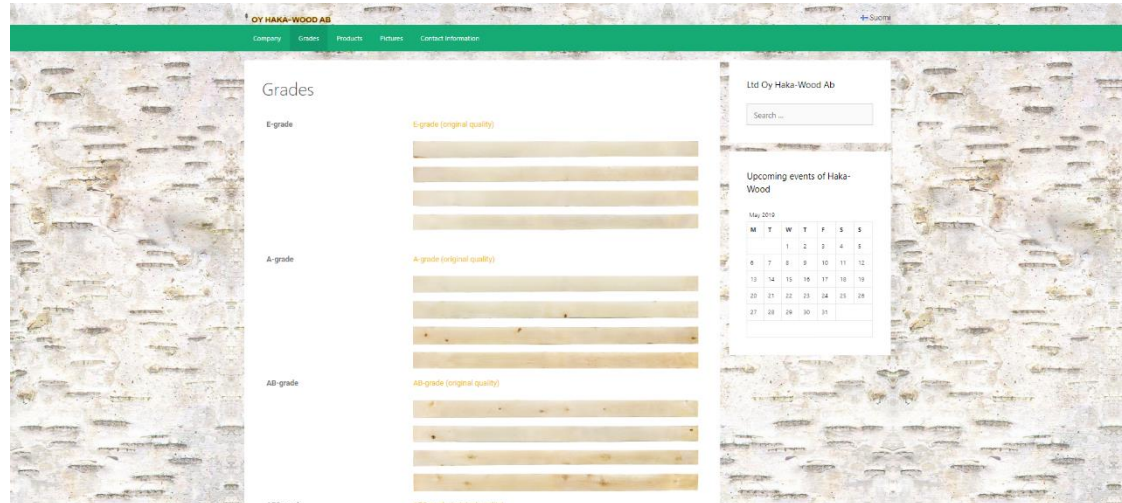 OY HAKA-WOOD AB
Suomi
Company Grades Products Pictures Contact Information
Grades
E-grade E-grade (original quality)
A-grade A-grade (original quality)
AB-grade AB-grade (original quality)
Ltd Oy Haka-Wood Ab
Search ...
Upcoming events of Haka-
Wood
May 2019
M T W T F S S
1 2 3 4 5
6 7 8 9 10 11 12
13 14 15 16 17 18 19
20 21 22 23 24 25 26
27 28 29 30 31